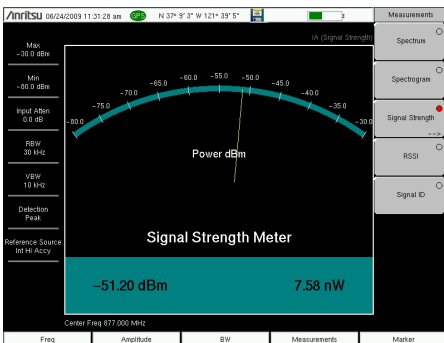 Anritsu 06/24/2009 11:31:28 am GPS N 37° 9' 3" W 121° 39' 5"
Measurements
IA (Signal Strength)
Max
-30.0 dBm
Min
-80.0 dBm
Input Atten
0.0 dB
RBW
30 kHz
VBW
10 kHz
Detection
Peak
Reference Source
Int Hi Accy
-80.0
-75.0
-70.0
-65.0
-60.0
-55.0
-50.0
-45.0
-40.0
-35.0
-30.0
Power dBm
Signal Strength Meter
-51.20 dBm
7.58 nW
Center Freq 877.000 MHz
Spectrum
Spectrogram
Signal Strength
-->
RSSI
Signal ID
Freq
Amplitude
BW
Measurements
Marker